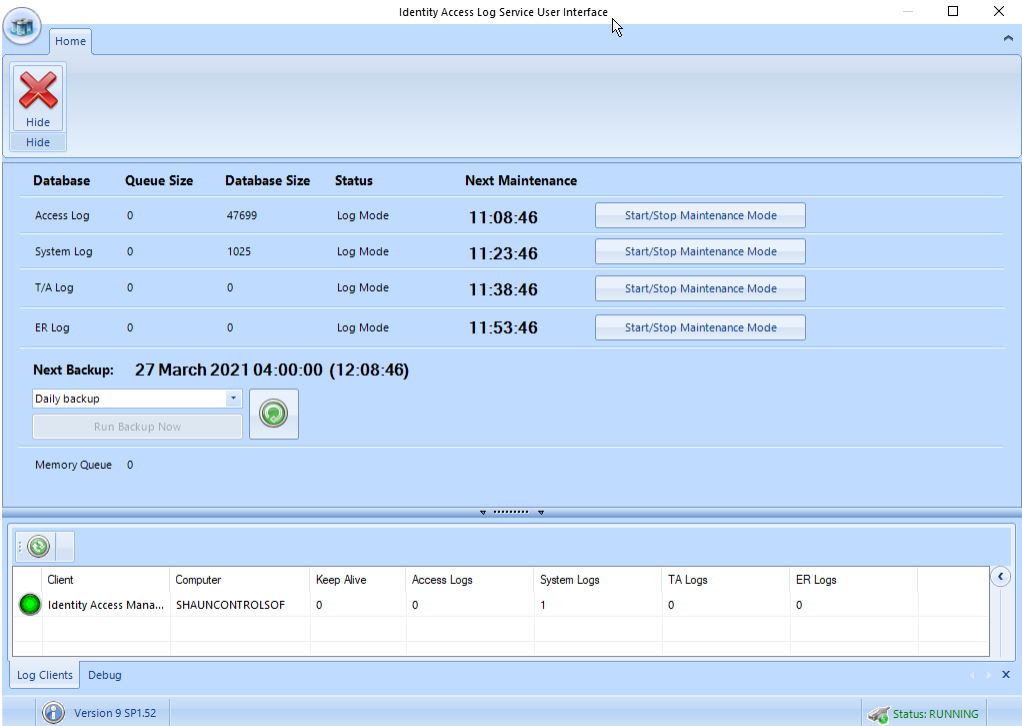 Identity Access Log Service User Interface
Home
Hide
Hide
Database Queue Size Database Size Status Next Maintenance
Access Log 0 47699 Log Mode 11:08:46 Start/Stop Maintenance Mode
System Log 0 1025 Log Mode 11:23:46 Start/Stop Maintenance Mode
T/A Log 0 0 Log Mode 11:38:46 Start/Stop Maintenance Mode
ER Log 0 0 Log Mode 11:53:46 Start/Stop Maintenance Mode
Next Backup: 27 March 2021 04:00:00 (12:08:46)
Daily backup
Run Backup Now
Memory Queue 0
Client Computer Keep Alive Access Logs System Logs TA Logs ER Logs
Identity Access Mana... SHAUNCONTROLSOF 0 0 1 0 0
Log Clients Debug
Version 9 SP1.52 Status: RUNNING